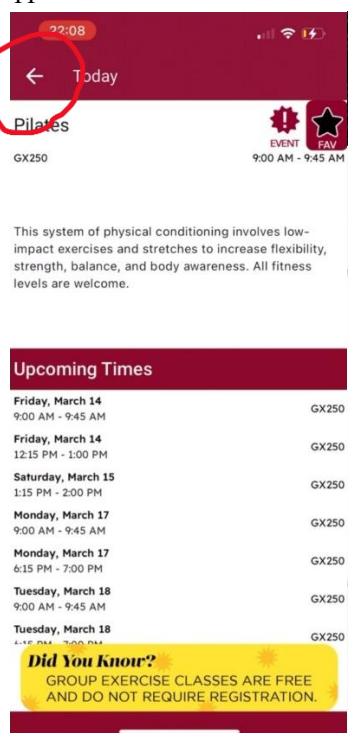 22:08
Today
Pilates
EVENT
FAV
GX250
9:00 AM - 9:45 AM
This system of physical conditioning involves low-
impact exercises and stretches to increase flexibility,
strength, balance, and body awareness. All fitness
levels are welcome.
Upcoming Times
Friday, March 14
9:00 AM - 9:45 AM
GX250
Friday, March 14
12:15 PM - 1:00 PM
GX250
Saturday, March 15
1:15 PM - 2:00 PM
GX250
Monday, March 17
9:00 AM - 9:45 AM
GX250
Monday, March 17
6:15 PM - 7:00 PM
GX250
Tuesday, March 18
9:00 AM - 9:45 AM
GX250
Tuesday, March 18
GX250
Did You Know?
GROUP EXERCISE CLASSES ARE FREE
AND DO NOT REQUIRE REGISTRATION.